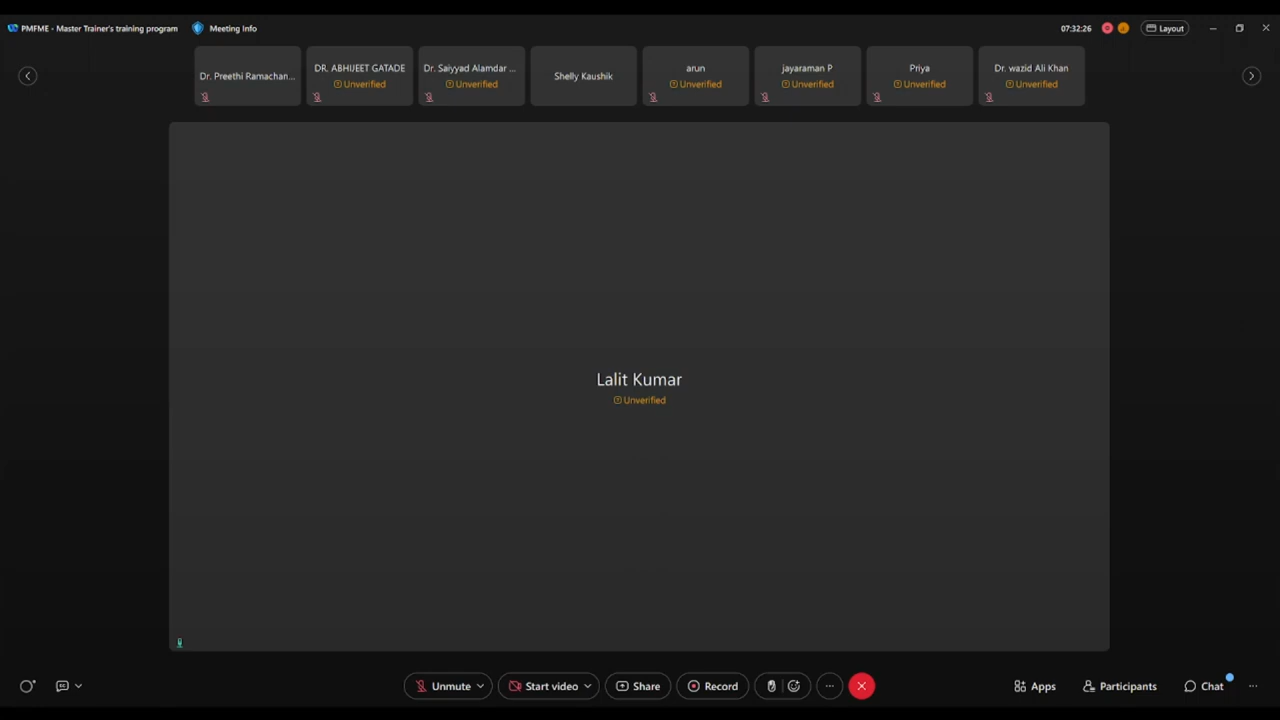 PMFME - Master Trainer's training program
Meeting Info
07:32:26
Layout
Dr. Preethi Ramachan...
DR. ABHIJEET GATADE
Unverified
Dr. Saiyyad Alamdar ...
Unverified
Shelly Kaushik
arun
Unverified
jayaraman P
Unverified
Priya
Unverified
Dr. wazid Ali Khan
Unverified
Lalit Kumar
Unverified
Unmute
Start video
Share
Record
Apps
Participants
Chat